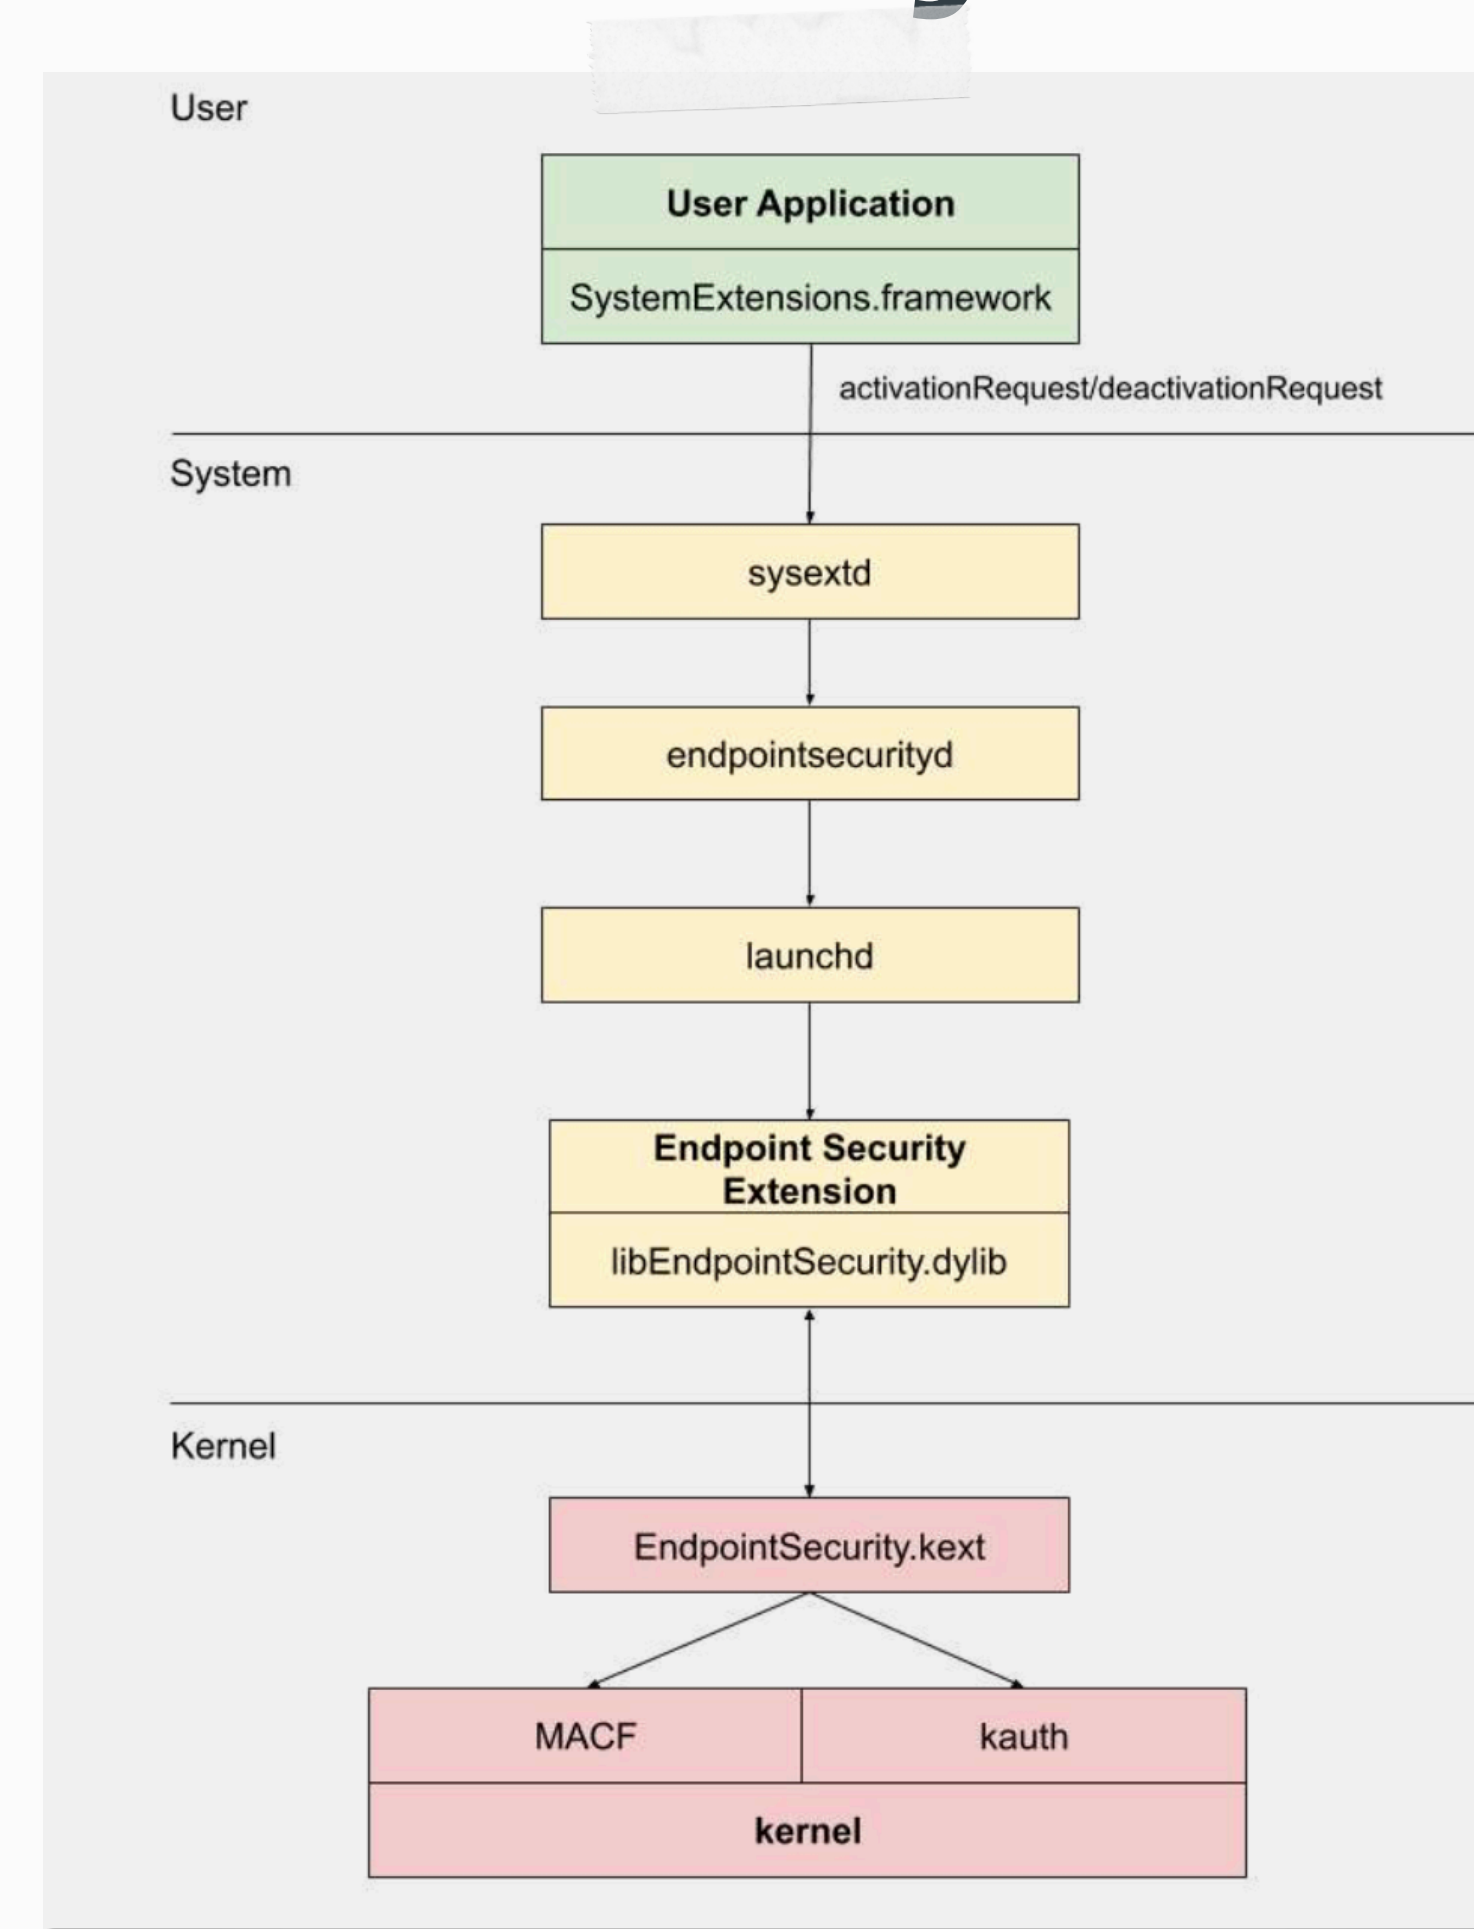 User
User Application
SystemExtensions.framework
activationRequest/deactivationRequest
System
sysextd
endpointsecurityd
launchd
Endpoint Security
Extension
libEndpointSecurity.dylib
Kernel
EndpointSecurity.kext
MACF
kauth
kernel